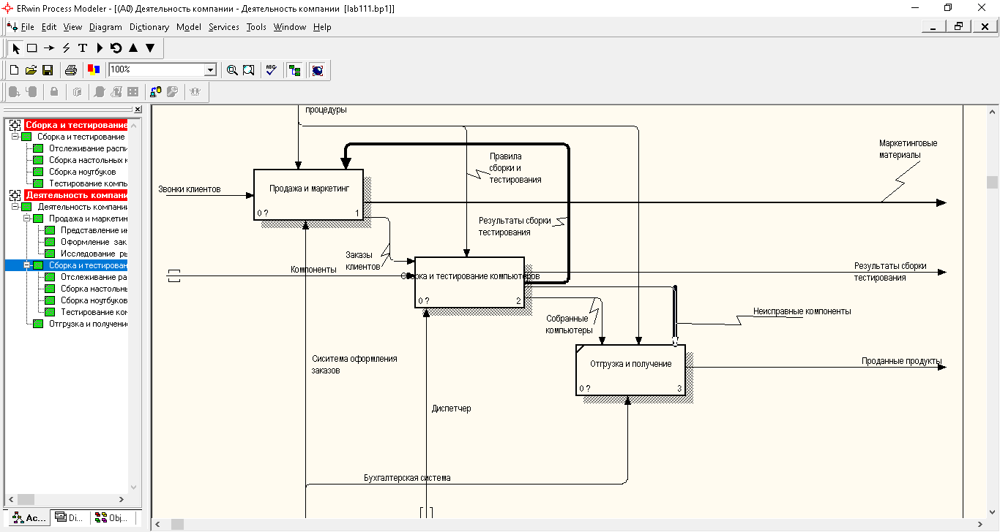 ERwin Process Modeler - [(A0) Деятельность компании - Деятельность компании [lab111.bp1]]
File Edit View Diagram Dictionary Model Services Tools Window Help
100%
Сборка и тестирование
Сборка и тестирование
Отслеживание распи
Сборка настольных к
Сборка ноутбуков
Тестирование компь
Деятельность компани
Деятельность компани
Продажа и маркетин
Представление ин
Оформление зак
Исследование ры
Сборка и тестирован
Отслеживание ра
Сборка настольнь
Сборка ноутбуков
Тестирование кол
Отгрузка и получени
Ac... Di... Obj...
процедуры
Правила
сборки и
тестирования
Маркетинговые
материалы
Звонки клиентов
Продажа и маркетинг
0 ? 1
Результаты сборки
тестирования
Заказы
клиентов
Компоненты
Сборка и тестирование компьютеров
0 ? 2
Результаты сборки
тестирования
Собранные
компьютеры
Неисправные компоненты
Сиситема оформления
заказов
Отгрузка и получение
0 ? 3
Проданные продукты
Диспетчер
Бухгалтерская система